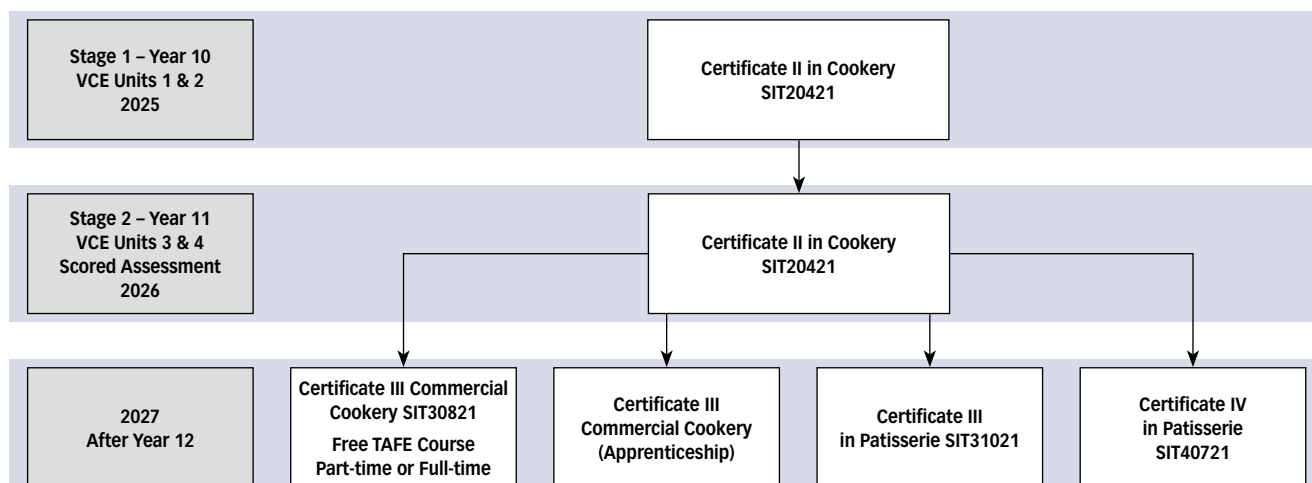 Stage 1 – Year 10
VCE Units 1 & 2
2025
Certificate II in Cookery
SIT20421
Stage 2 – Year 11
VCE Units 3 & 4
Scored Assessment
2026
Certificate II in Cookery
SIT20421
2027
After Year 12
Certificate III Commercial
Cookery SIT30821
Free TAFE Course
Part-time or Full-time
Certificate III
Commercial Cookery
(Apprenticeship)
Certificate III
in Patisserie SIT31021
Certificate IV
in Patisserie
SIT40721